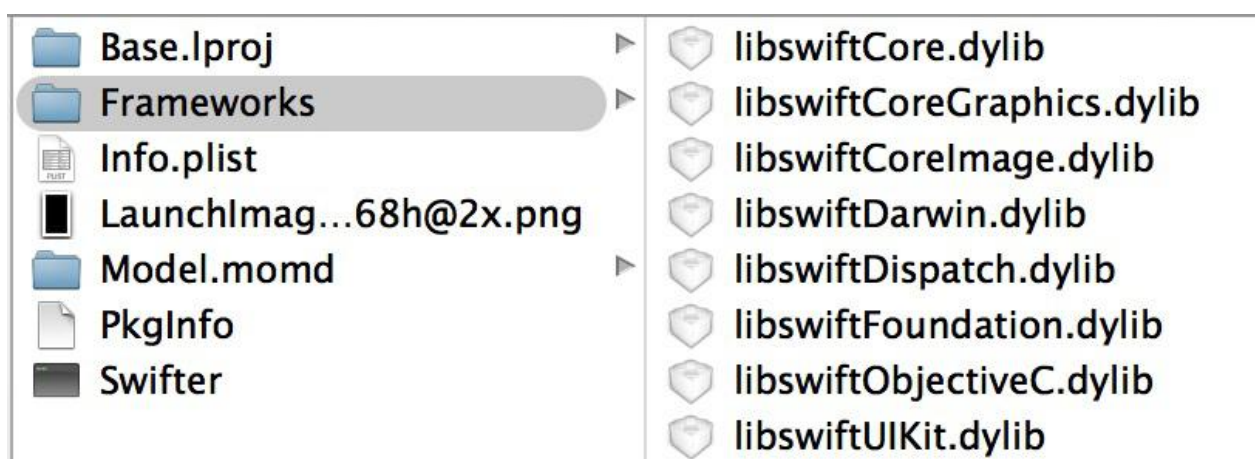 Base.lproj
Frameworks
Info.plist
LaunchImag...68h@2x.png
Model.momd
PkgInfo
Swifter
libswiftCore.dylib
libswiftCoreGraphics.dylib
libswiftCoreImage.dylib
libswiftDarwin.dylib
libswiftDispatch.dylib
libswiftFoundation.dylib
libswiftObjectiveC.dylib
libswiftUIKit.dylib